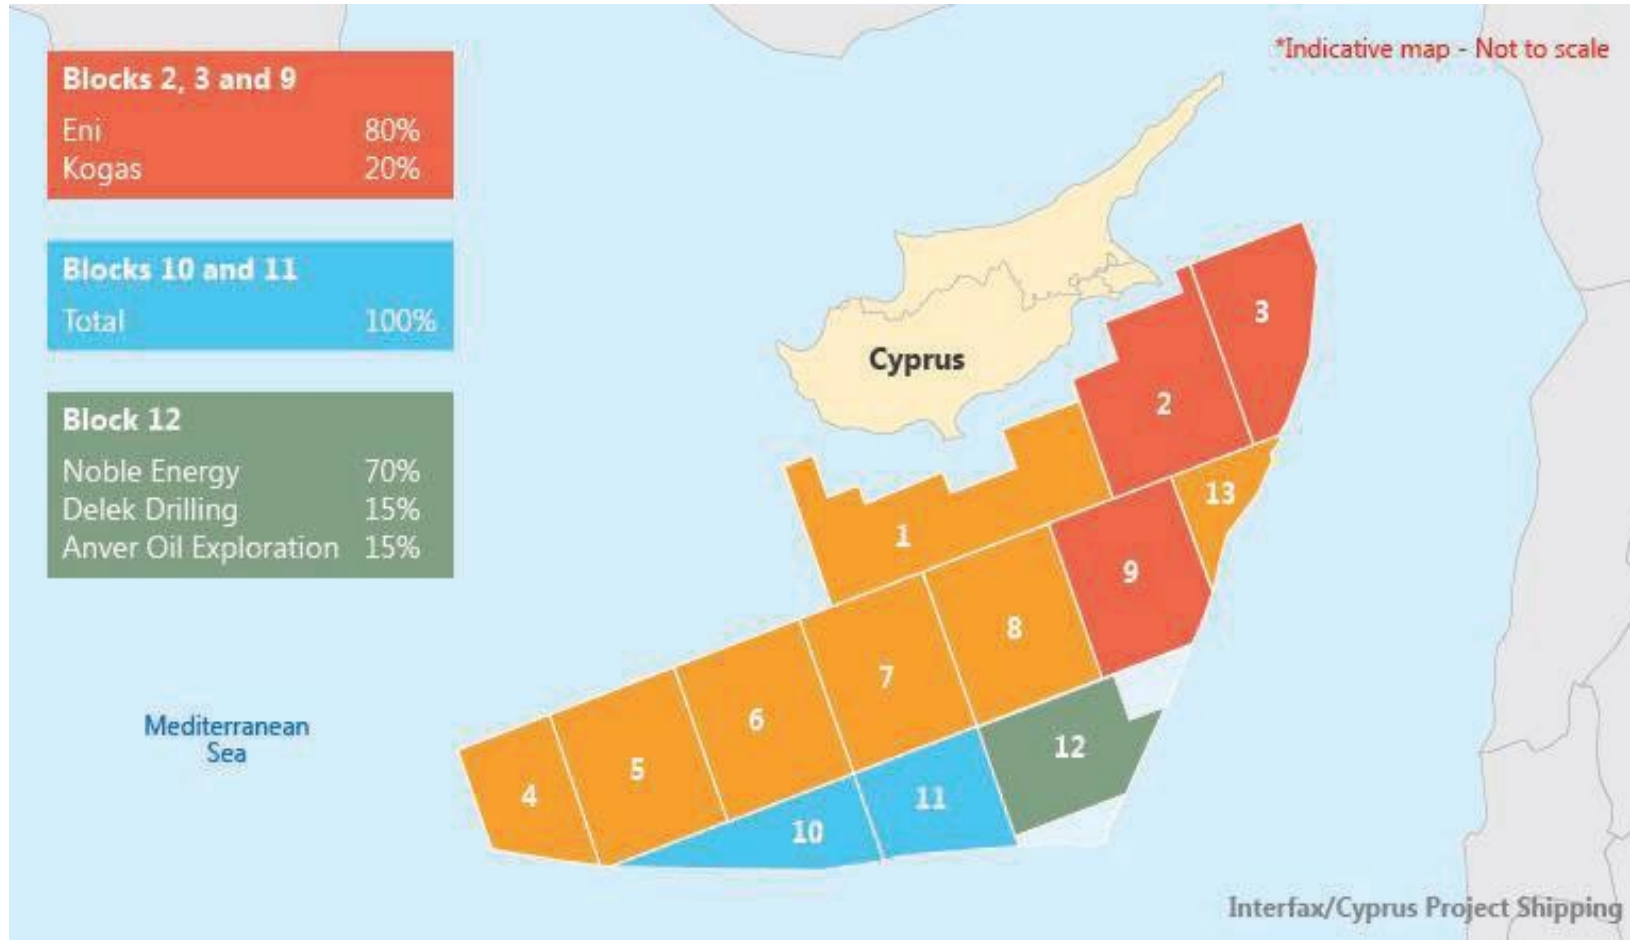 *Indicative map - Not to scale
Blocks 2, 3 and 9
Eni 80%
Kogas 20%
Blocks 10 and 11
Total 100%
Block 12
Noble Energy 70%
Delek Drilling 15%
Anver Oil Exploration 15%
Cyprus
3
2
13
1
9
8
7
6
12
5
11
4
10
Mediterranean
Sea
Interfax/Cyprus Project Shipping